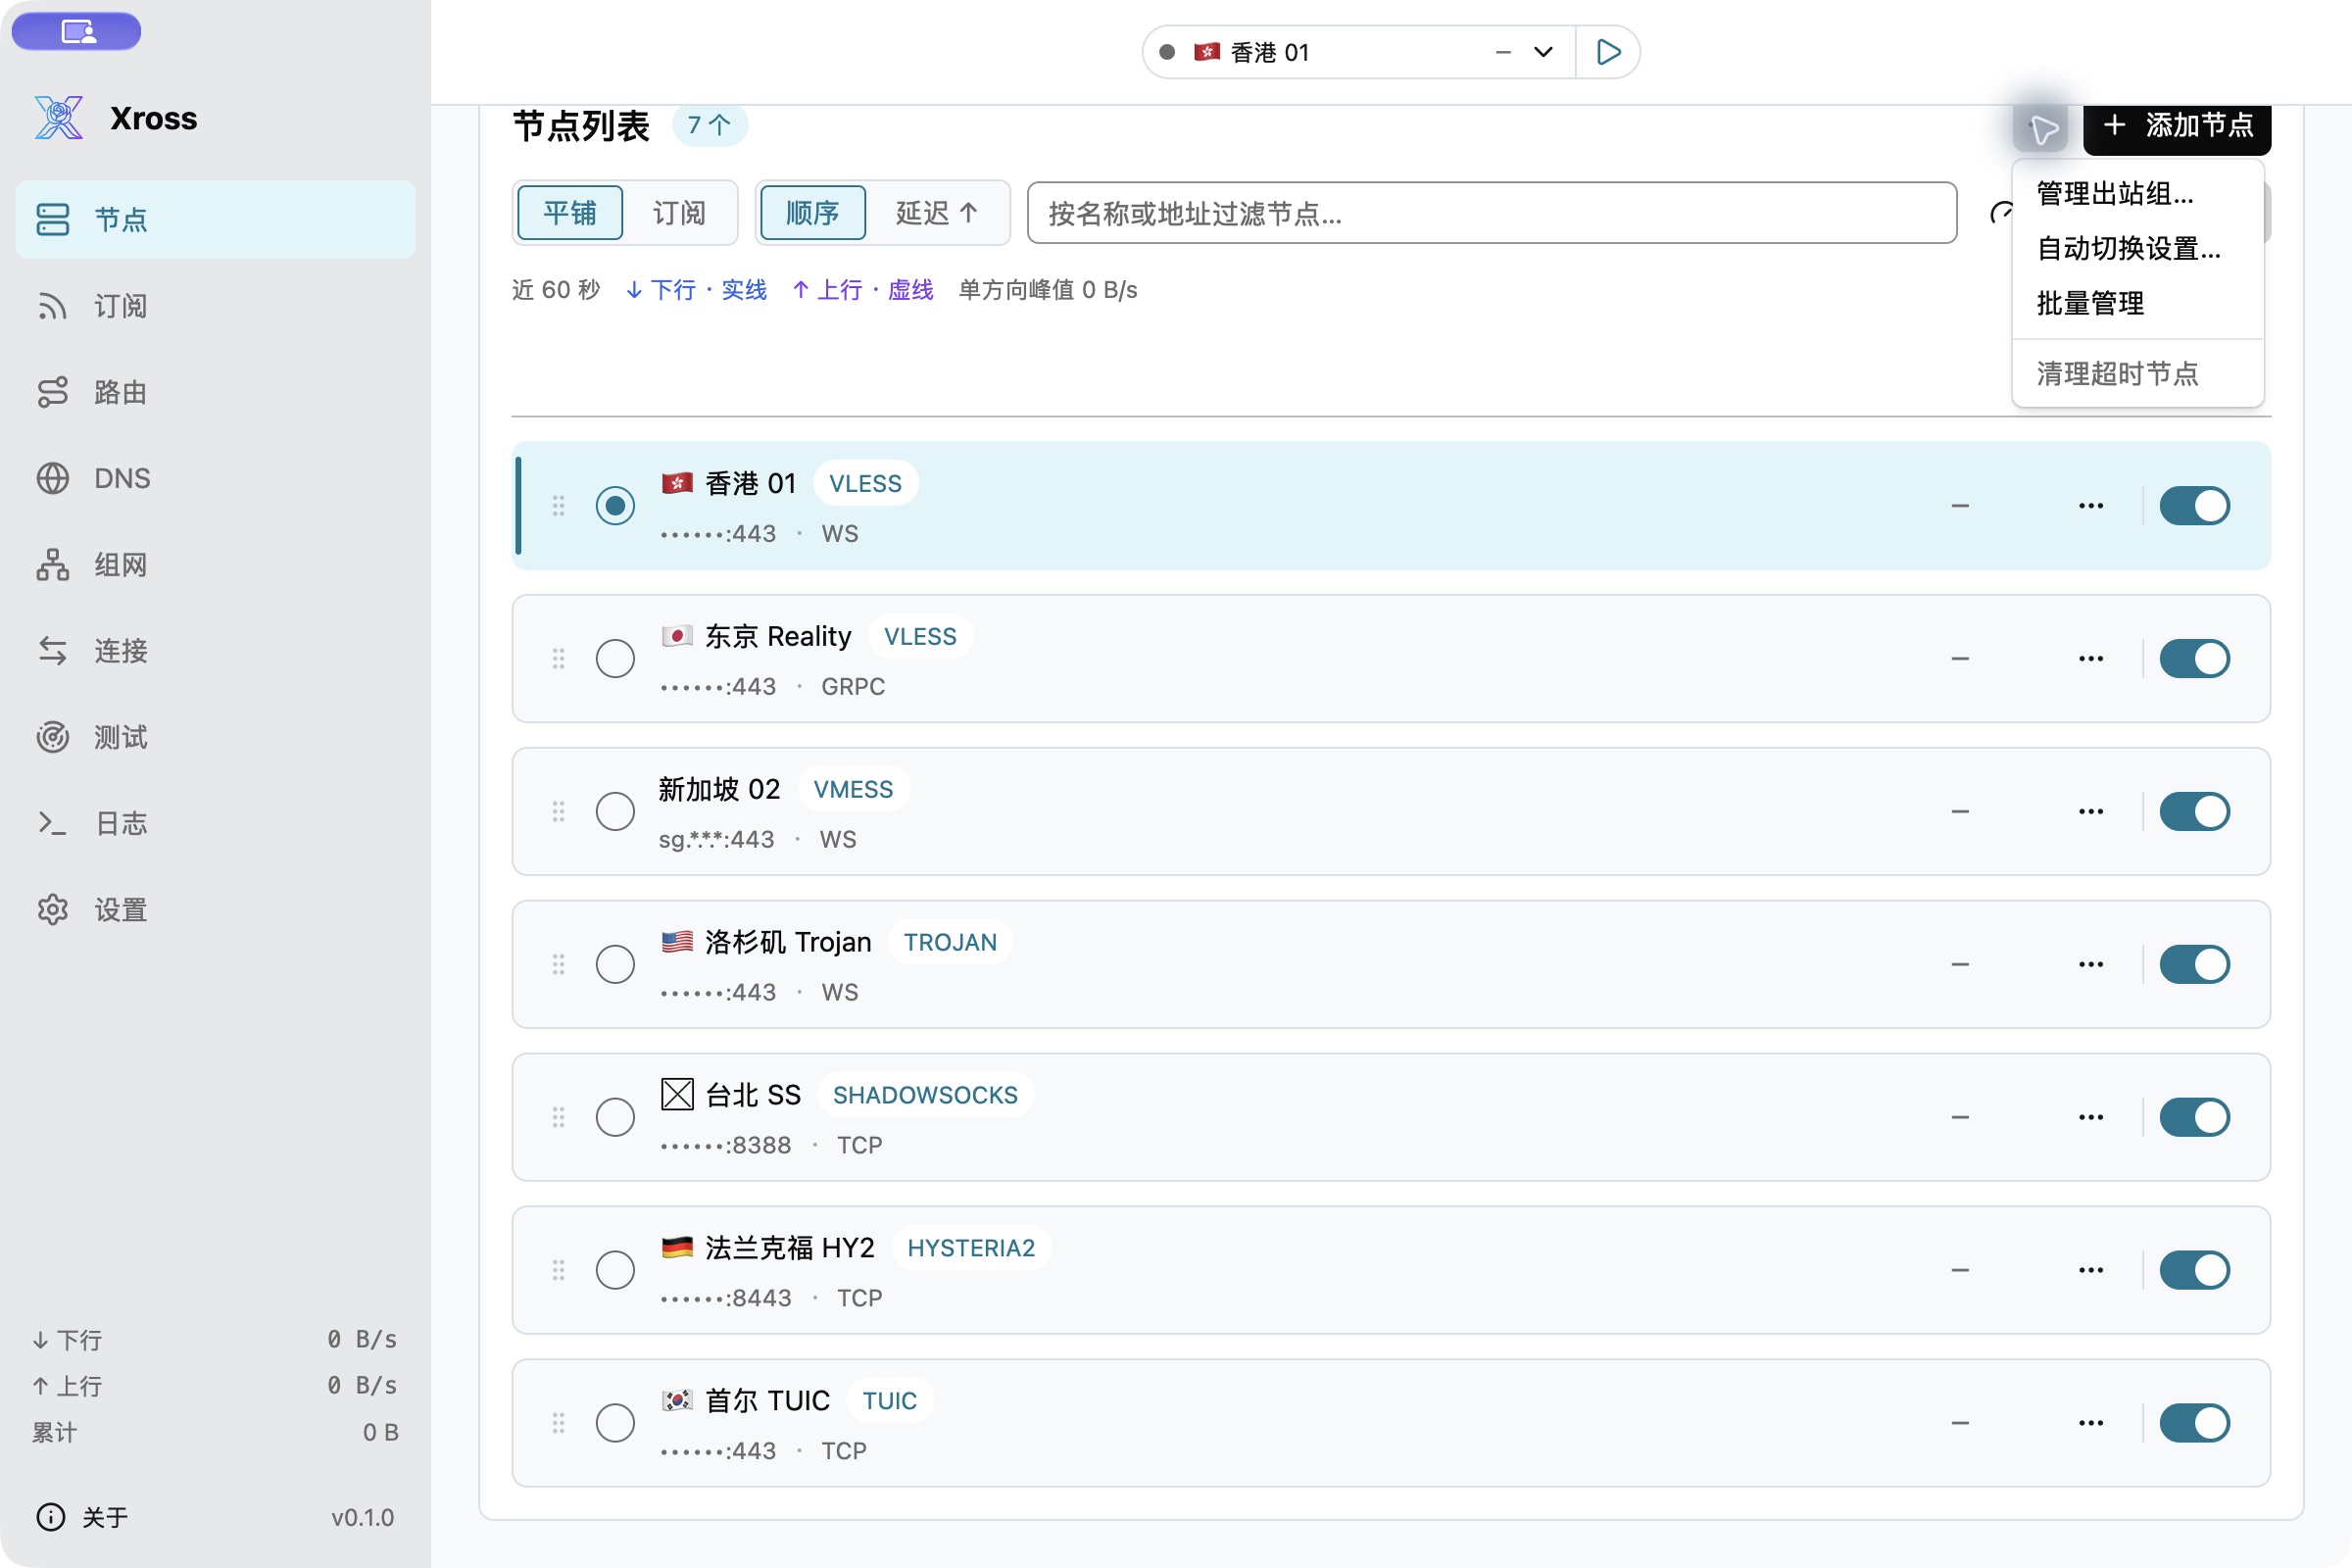 Xross
节点
订阅
路由
DNS
组网
连接
测试
日志
设置
↓ 下行 0 B/s
↑ 上行 0 B/s
累计 0 B
关于 v0.1.0
香港 01
节点列表 7 个
+ 添加节点
平铺 订阅 顺序 延迟 ↑ 按名称或地址过滤节点...
管理出站组...
自动切换设置...
批量管理
清理超时节点
近 60 秒 ↓ 下行 · 实线 ↑ 上行 · 虚线 单方向峰值 0 B/s
香港 01 VLESS
••••••:443 · WS
东京 Reality VLESS
••••••:443 · GRPC
新加坡 02 VMESS
sg.*.*.*:443 · WS
洛杉矶 Trojan TROJAN
••••••:443 · WS
台北 SS SHADOWSOCKS
••••••:8388 · TCP
法兰克福 HY2 HYSTERIA2
••••••:8443 · TCP
首尔 TUIC TUIC
••••••:443 · TCP